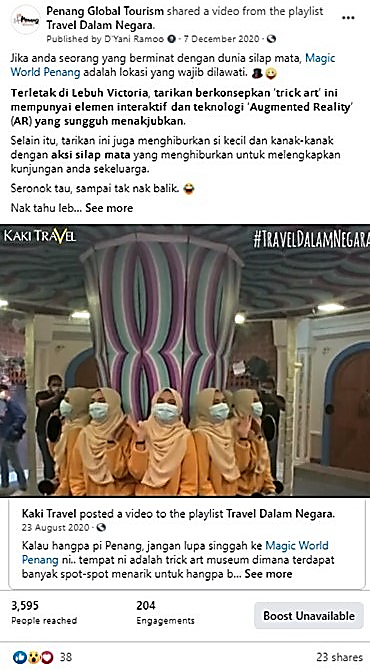 Penang Global Tourism shared a video from the playlist
Travel Dalam Negara.
Published by D'Yani Ramoo · 7 December 2020 ·
Jika anda seorang yang berminat dengan dunia silap mata, Magic
World Penang adalah lokasi yang wajib dilawati. 🎩😀
Terletak di Lebuh Victoria, tarikan berkonsepkan 'trick art' ini
mempunyai elemen interaktif dan teknologi 'Augmented Reality'
(AR) yang sungguh menakjubkan.
Selain itu, tarikan ini juga menghiburkan si kecil dan kanak-kanak
dengan aksi silap mata yang menghiburkan untuk melengkapkan
kunjungan anda sekeluarga.
Seronok tau, sampai tak nak balik. 😂
Nak tahu leb... See more
KAKI TRAVEL
#TRAVELDALAMNEGARA
Kaki Travel posted a video to the playlist Travel Dalam Negara.
23 August 2020 ·
Kalau hangpa pi Penang, jangan lupa singgah ke Magic World
Penang ni.. tempat ni adalah trick art museum dimana terdapat
banyak spot-spot menarik untuk hangpa b... See more
3,595
People reached
204
Engagements
Boost Unavailable
38
23 shares